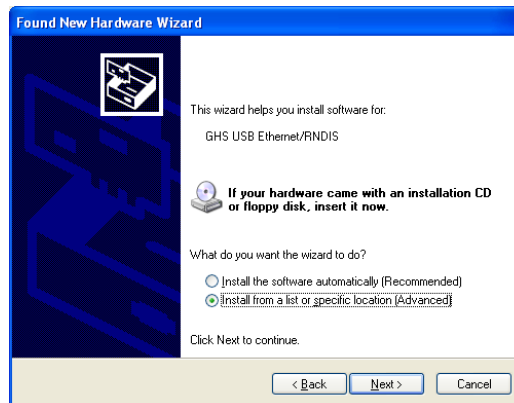 Found New Hardware Wizard
This wizard helps you install software for:
GHS USB Ethernet/RNDIS
If your hardware came with an installation CD
or floppy disk, insert it now.
What do you want the wizard to do?
Install the software automatically (Recommended)
Install from a list or specific location (Advanced)
Click Next to continue.
< Back
Next >
Cancel